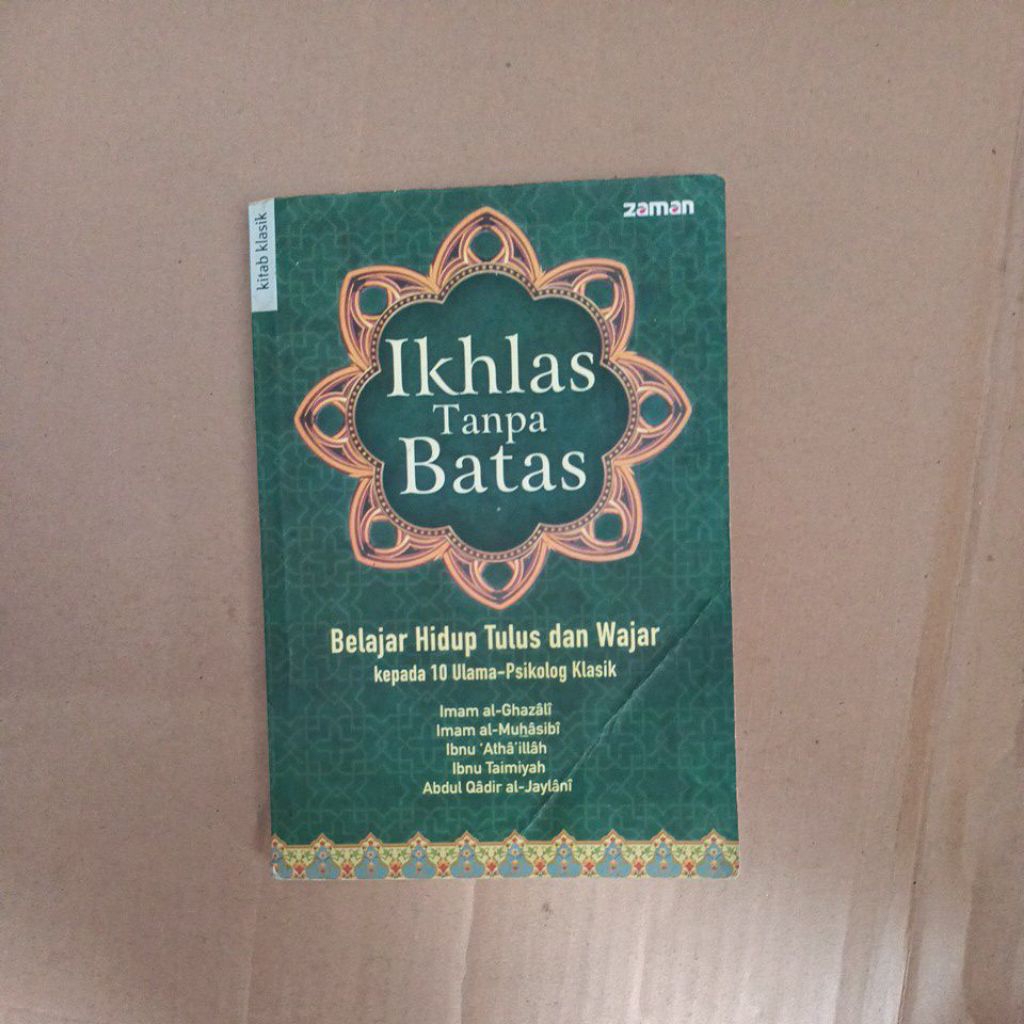 kitab klasik
zaman
Ikhlas
Tanpa
Batas
Belajar Hidup Tulus dan Wajar
kepada 10 Ulama-Psikolog Klasik
Imam al-Ghazâlî
Imam al-Muḫâsibî
Ibnu 'Athâ'illâh
Ibnu Taimiyah
Abdul Qâdir al-Jaylânî